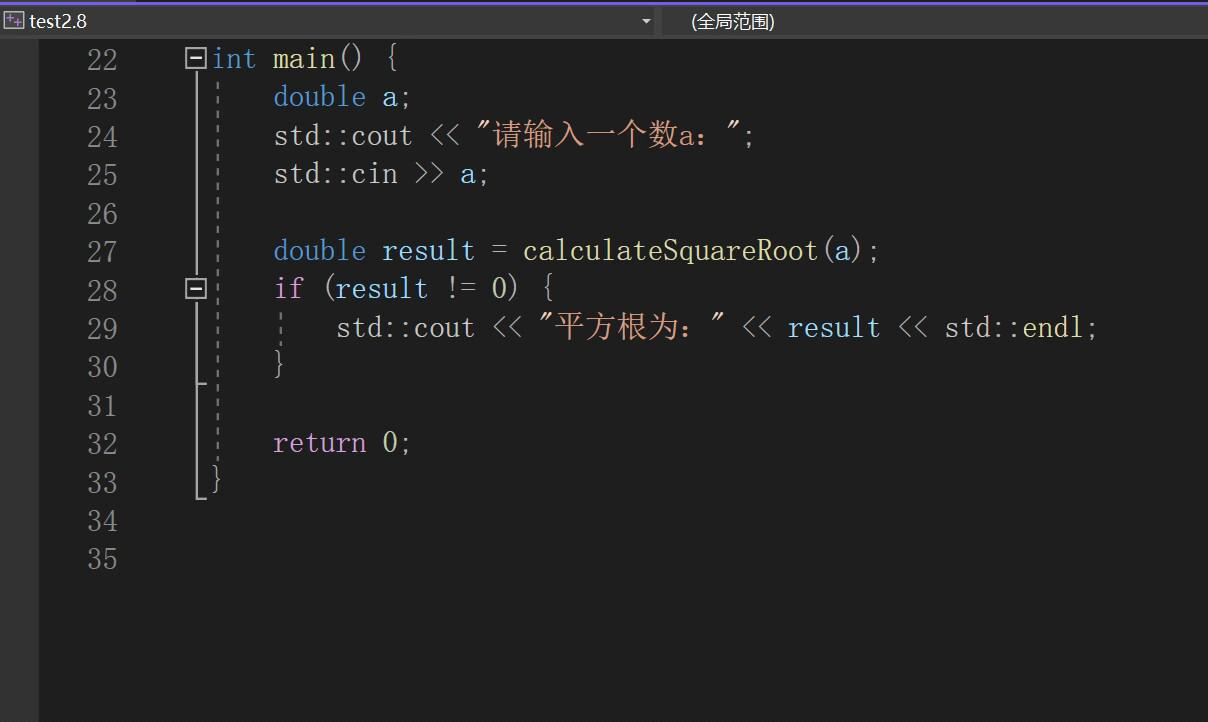 test2.8 (全局范围)
22 int main() {
23 double a;
24 std::cout << "请输入一个数a：";
25 std::cin >> a;
26
27 double result = calculateSquareRoot(a);
28 if (result != 0) {
29 std::cout << "平方根为：" << result << std::endl;
30 }
31
32 return 0;
33 }
34
35